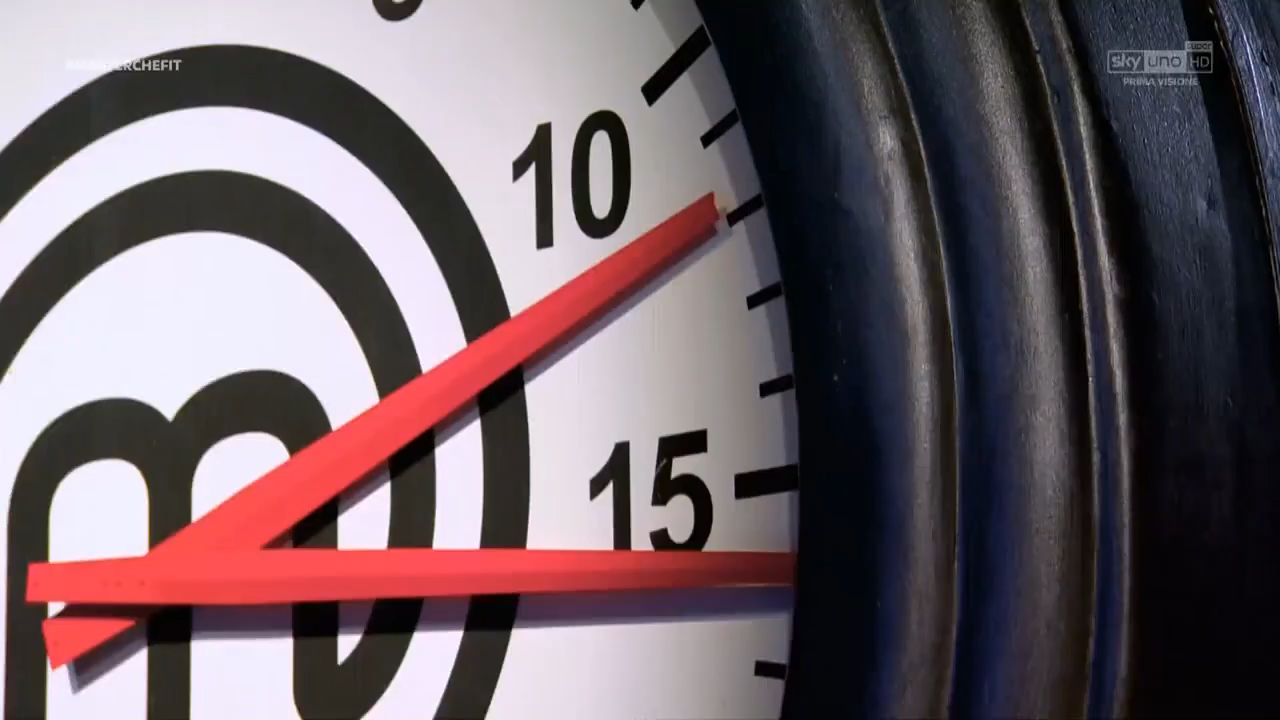 #MASTERCHEFIT
super
sky uno HD
PRIMA VISIONE
10
15